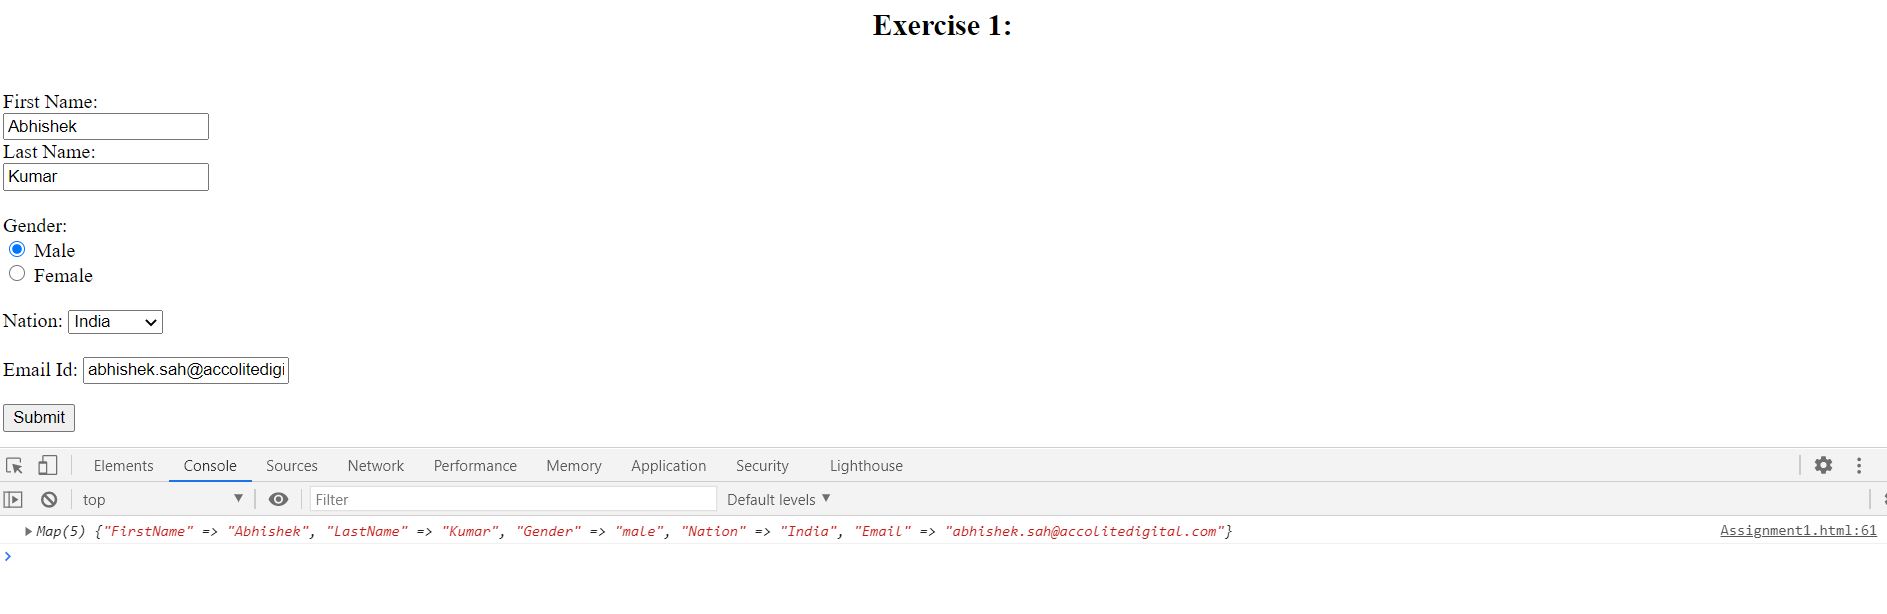 Exercise 1:
First Name:
Abhishek
Last Name:
Kumar
Gender:
Male
Female
Nation: India
Email Id: abhishek.sah@accolitedigi
Submit
Elements Console Sources Network Performance Memory Application Security Lighthouse
top Filter Default levels
Map(5) {"FirstName" => "Abhishek", "LastName" => "Kumar", "Gender" => "male", "Nation" => "India", "Email" => "abhishek.sah@accolitedigital.com"} Assignment1.html:61